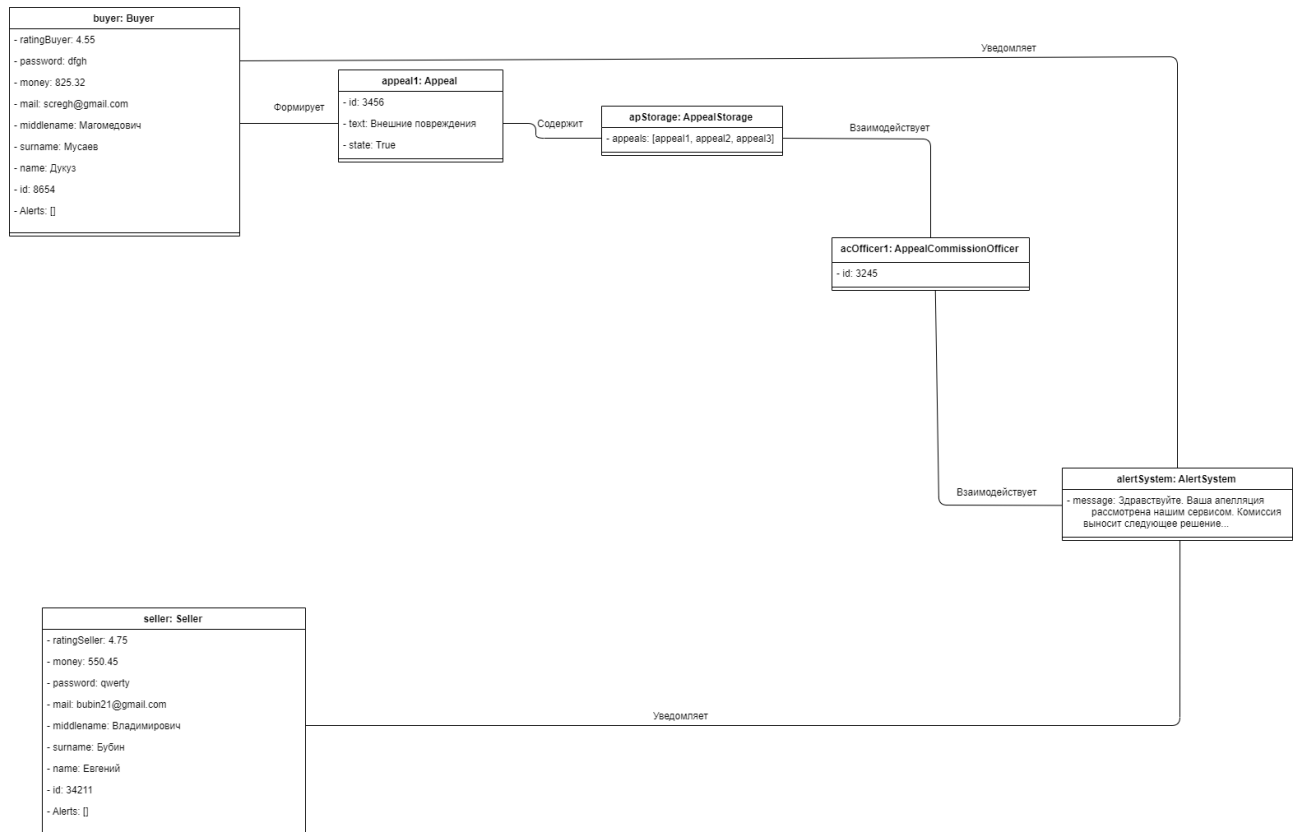 buyer: Buyer
- ratingBuyer: 4.55
- password: dfgh
- money: 825.32
- mail: scregh@gmail.com
- middlename: Магомедович
- surname: Мусаев
- name: Дукуз
- id: 8654
- Alerts: []
Формирует
appeal1: Appeal
- id: 3456
- text: Внешние повреждения
- state: True
Содержит
apStorage: AppealStorage
- appeals: [appeal1, appeal2, appeal3]
Взаимодействует
Уведомляет
acOfficer1: AppealCommissionOfficer
- id: 3245
Взаимодействует
alertSystem: AlertSystem
- message: Здравствуйте. Ваша апелляция
рассмотрена нашим сервисом. Комиссия
выносит следующее решение...
seller: Seller
- ratingSeller: 4.75
- money: 550.45
- password: qwerty
- mail: bubin21@gmail.com
- middlename: Владимирович
- surname: Бубин
- name: Евгений
- id: 34211
- Alerts: []
Уведомляет